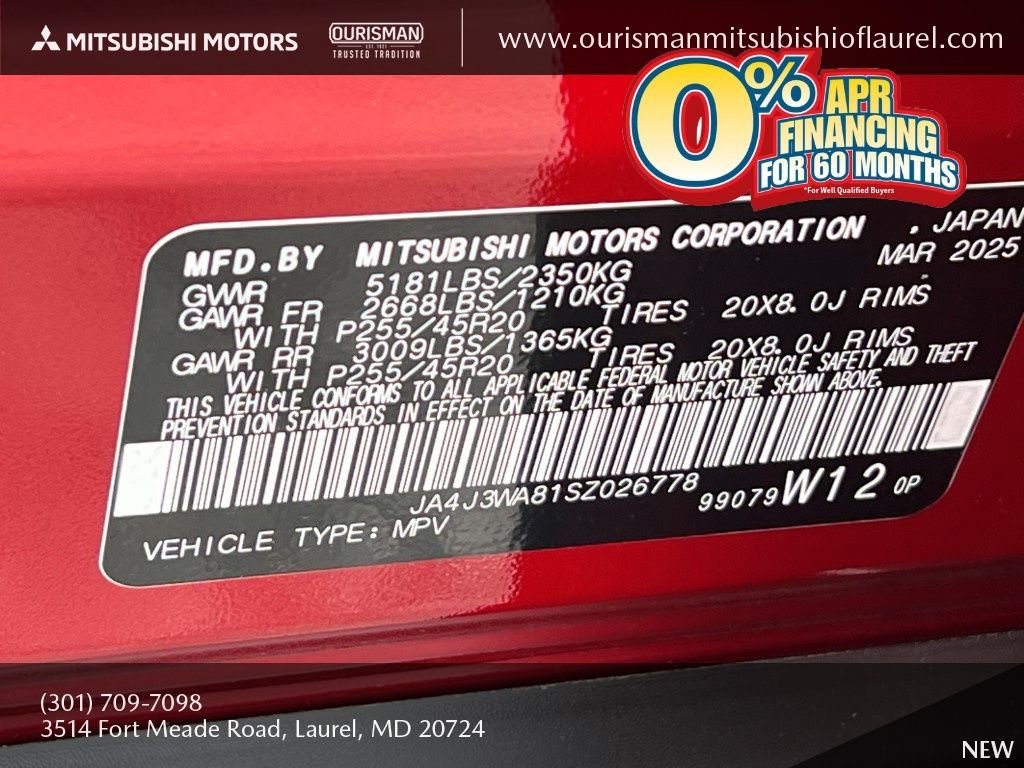 MITSUBISHI MOTORS
OURISMAN
EST. 1921
TRUSTED TRADITION
www.ourismanmitsubishioflaurel.com
0% APR
FINANCING
FOR 60 MONTHS
*For Well Qualified Buyers
MFD.BY MITSUBISHI MOTORS CORPORATION . JAPAN
GVWR 5181LBS/2350KG MAR 2025
GAWR FR 2668LBS/1210KG
WITH P255/45R20 TIRES 20X8.0J RIMS
GAWR RR 3009LBS/1365KG
WITH P255/45R20 TIRES 20X8.0J RIMS
THIS VEHICLE CONFORMS TO ALL APPLICABLE FEDERAL MOTOR VEHICLE SAFETY AND THEFT
PREVENTION STANDARDS IN EFFECT ON THE DATE OF MANUFACTURE SHOWN ABOVE.
JA4J3WA81SZ026778 99079 W12 OP
VEHICLE TYPE: MPV
(301) 709-7098
3514 Fort Meade Road, Laurel, MD 20724
NEW